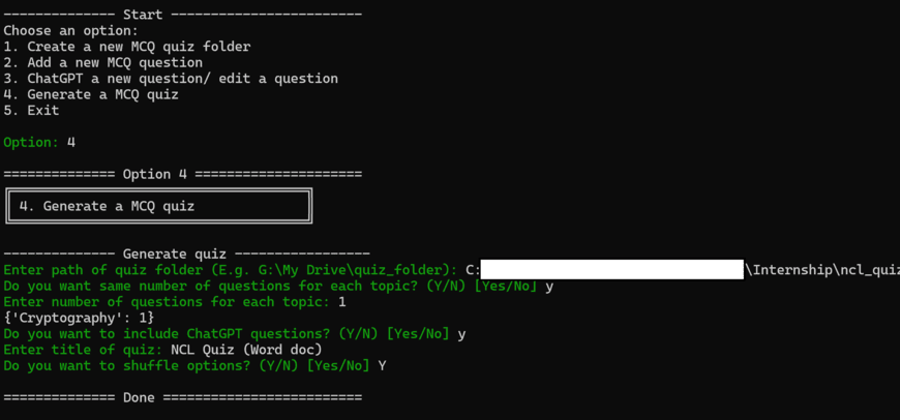 -------------- Start ------------------------
Choose an option:
1. Create a new MCQ quiz folder
2. Add a new MCQ question
3. ChatGPT a new question/ edit a question
4. Generate a MCQ quiz
5. Exit
Option: 4
============== Option 4 =====================
4. Generate a MCQ quiz
-------------- Generate quiz -----------------
Enter path of quiz folder (E.g. G:\My Drive\quiz_folder): C: \Internship\ncl_quiz
Do you want same number of questions for each topic? (Y/N) [Yes/No] y
Enter number of questions for each topic: 1
{'Cryptography': 1}
Do you want to include ChatGPT questions? (Y/N) [Yes/No] y
Enter title of quiz: NCL Quiz (Word doc)
Do you want to shuffle options? (Y/N) [Yes/No] Y
============== Done =========================